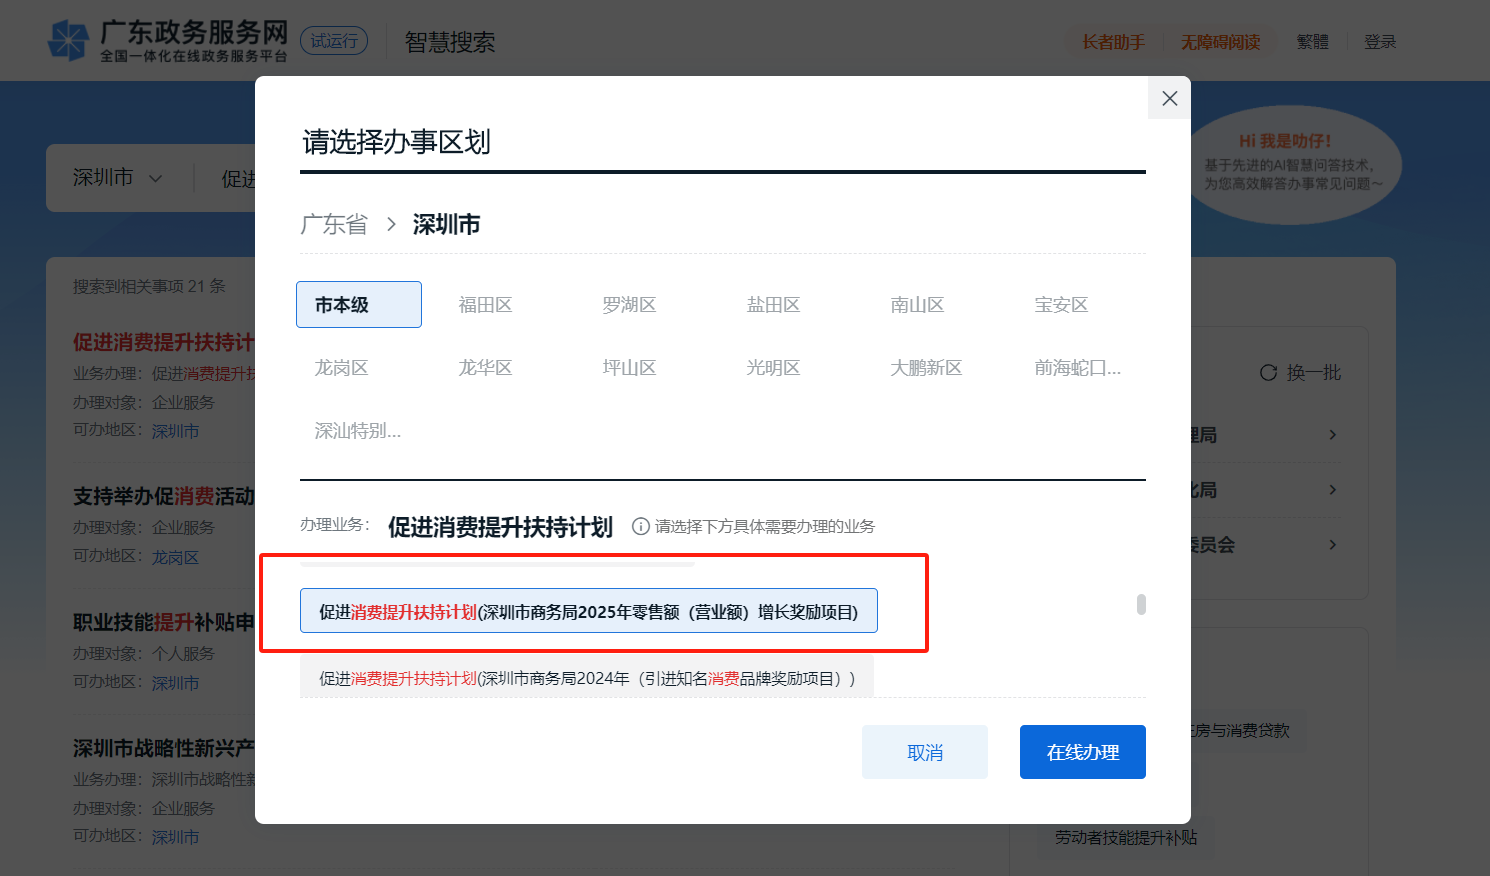 广东政务服务网
全国一体化在线政务服务平台
试运行
智慧搜索
长者助手
无障碍阅读
繁體
登录
Hi 我是叻仔！
基于先进的AI智慧问答技术，
为您高效解答办事常见问题~
深圳市
促进
搜索到相关事项 21 条
促进消费提升扶持计
业务办理：促进消费提升扶
办理对象：企业服务
可办地区：深圳市
支持举办促消费活动
办理对象：企业服务
可办地区：龙岗区
职业技能提升补贴申
办理对象：个人服务
可办地区：深圳市
深圳市战略性新兴产
业务办理：深圳市战略性新
办理对象：企业服务
可办地区：深圳市
请选择办事区划
广东省 > 深圳市
市本级 福田区 罗湖区 盐田区 南山区 宝安区
龙岗区 龙华区 坪山区 光明区 大鹏新区 前海蛇口...
深汕特别...
办理业务： 促进消费提升扶持计划 请选择下方具体需要办理的业务
促进消费提升扶持计划(深圳市商务局2025年零售额（营业额）增长奖励项目)
促进消费提升扶持计划(深圳市商务局2024年（引进知名消费品牌奖励项目）)
取消
在线办理
换一批
理局
化局
委员会
房与消费贷款
劳动者技能提升补贴